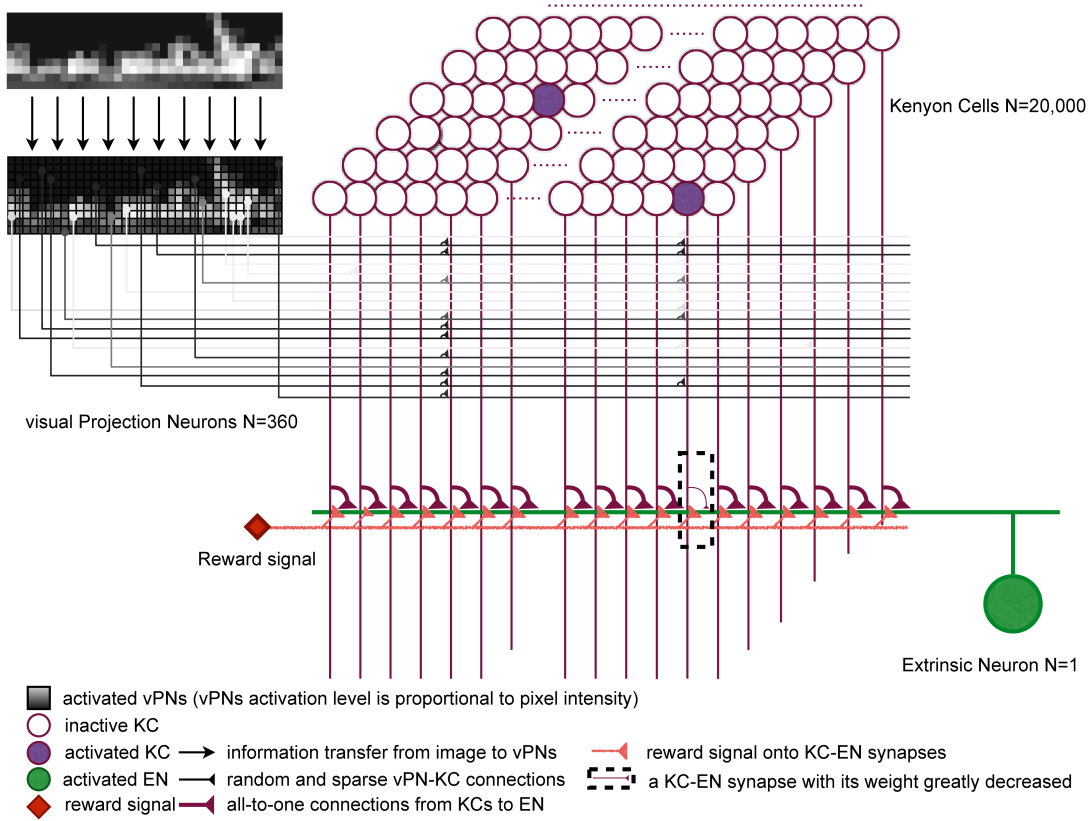 Kenyon Cells N=20,000
visual Projection Neurons N=360
Reward signal
Extrinsic Neuron N=1
activated vPNs (vPNs activation level is proportional to pixel intensity)
inactive KC
activated KC
information transfer from image to vPNs
reward signal onto KC-EN synapses
activated EN
random and sparse vPN-KC connections
a KC-EN synapse with its weight greatly decreased
reward signal
all-to-one connections from KCs to EN